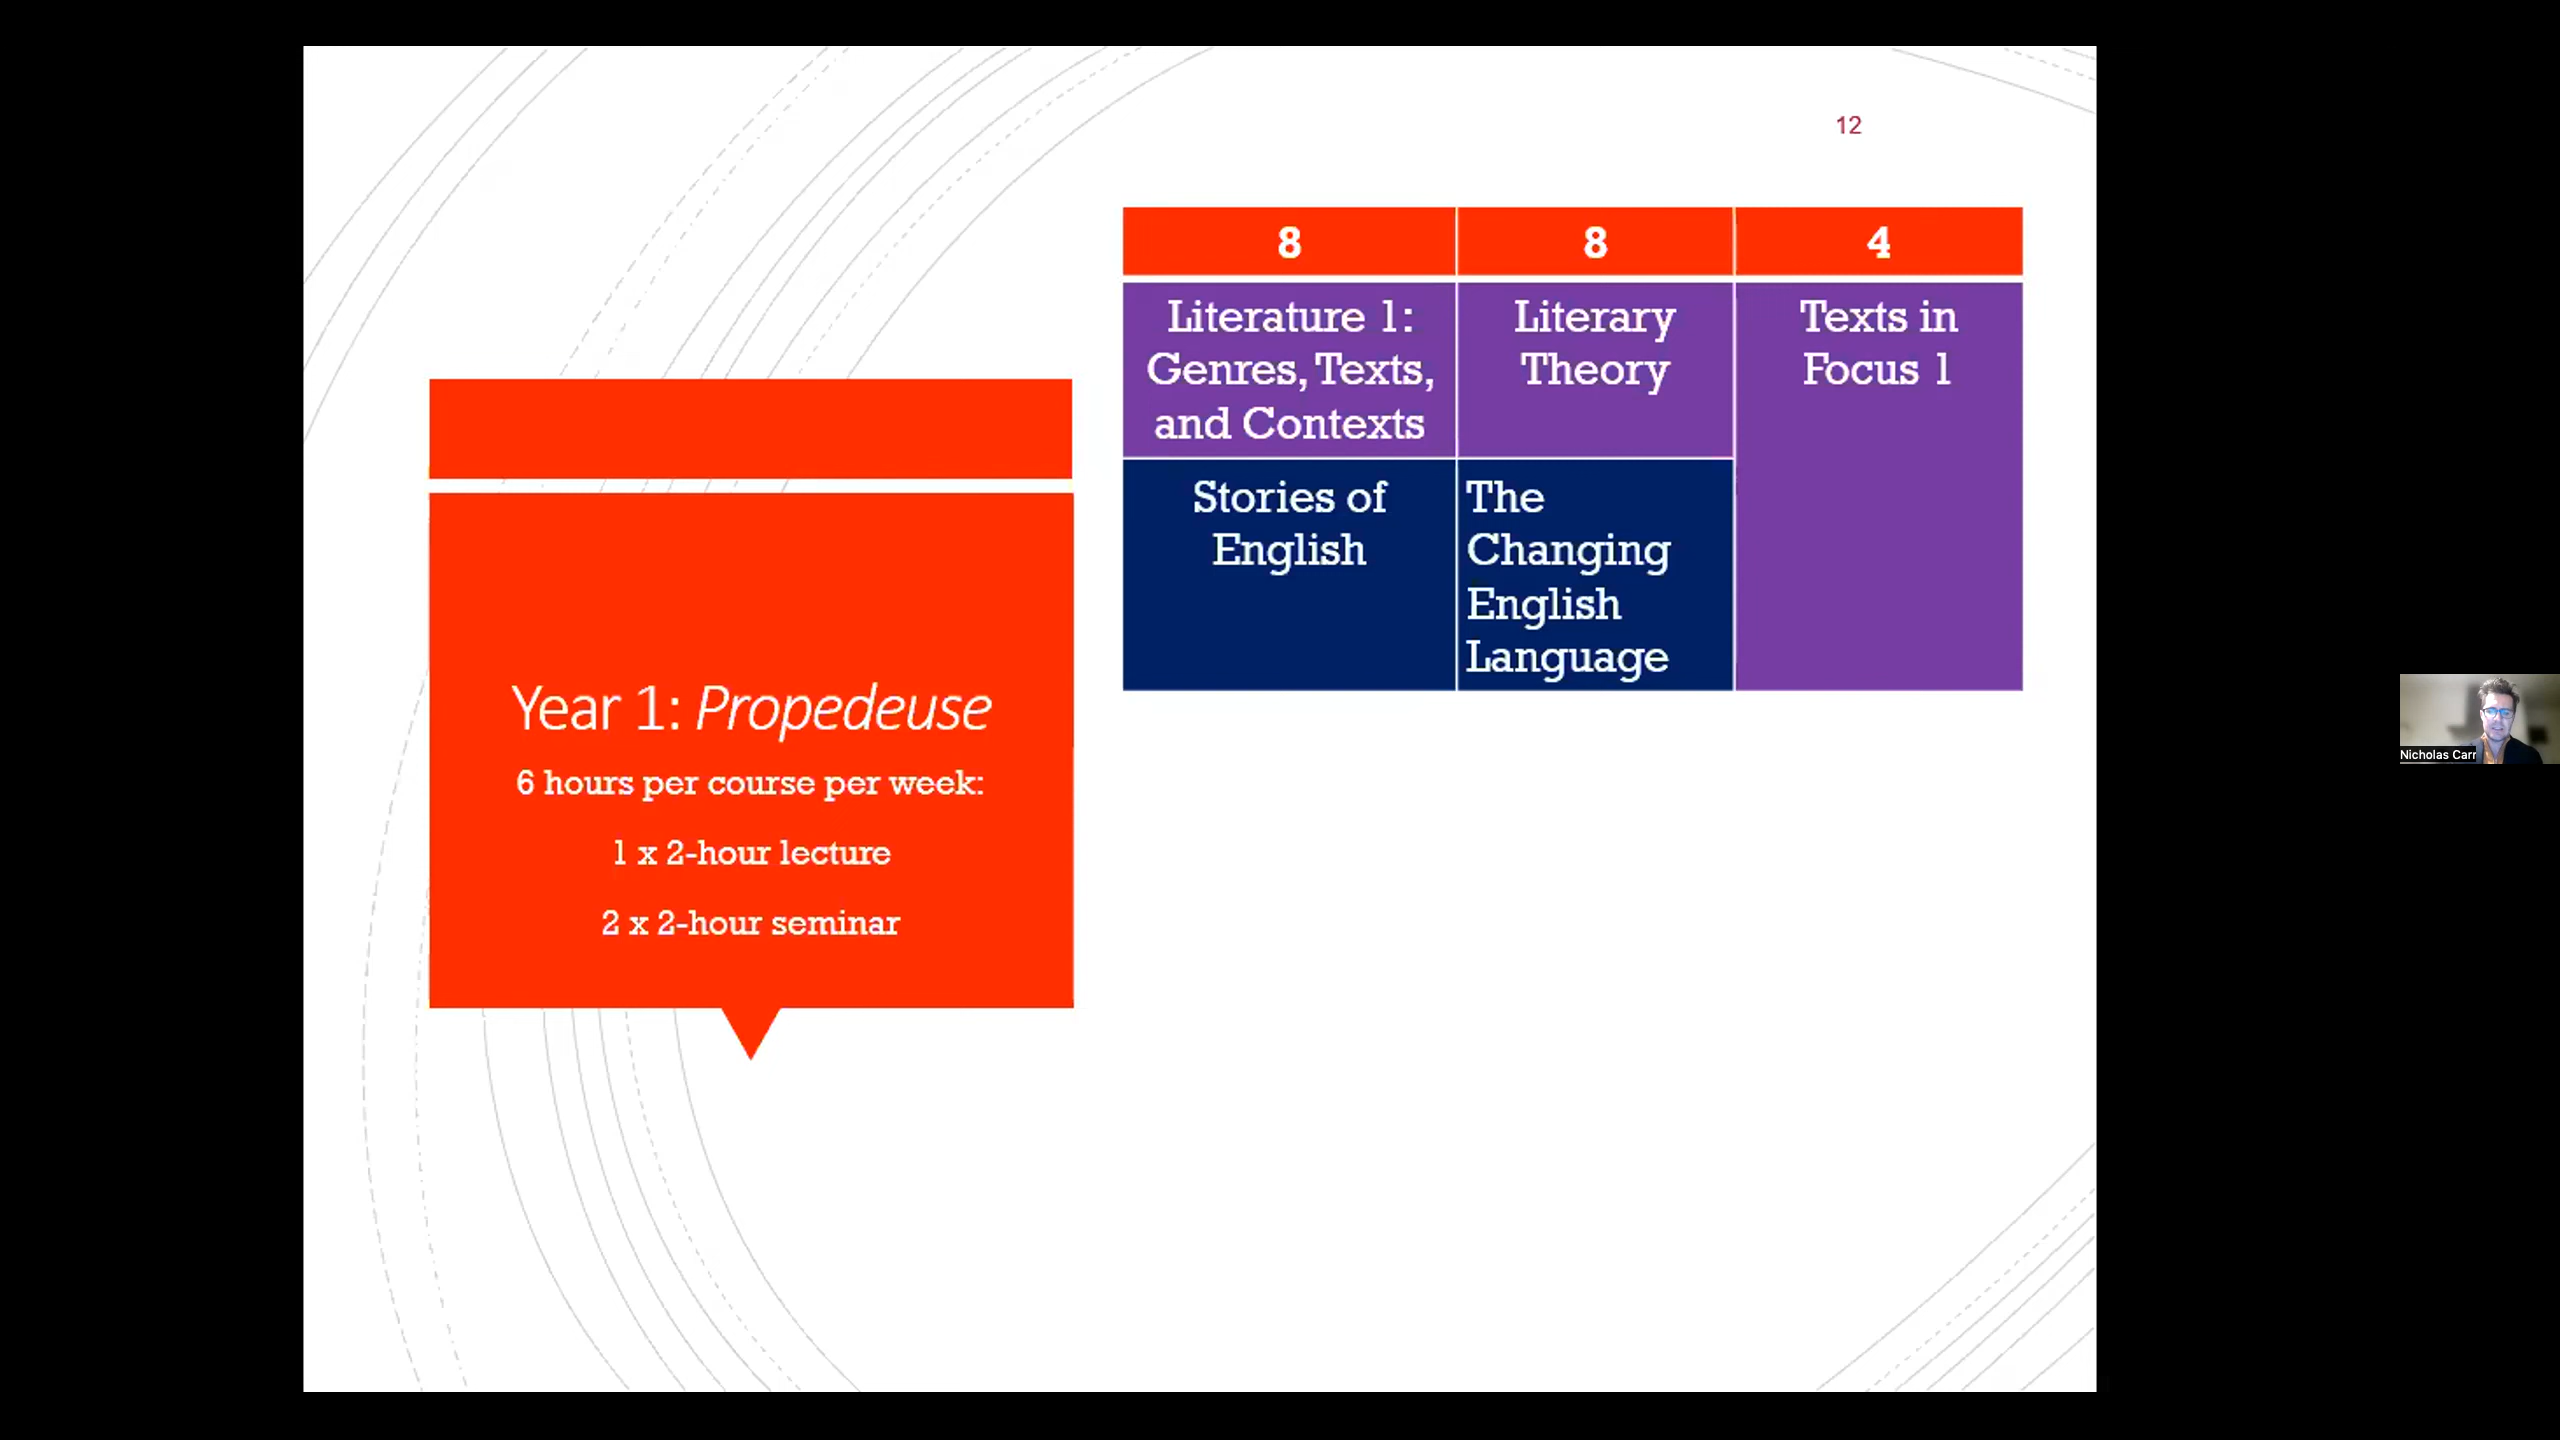 12
8
8
4
Literature 1:
Genres, Texts,
and Contexts
Literary
Theory
Texts in
Focus 1
Stories of
English
The
Changing
English
Language
Year 1: Propedeuse
6 hours per course per week:
1 x 2-hour lecture
2 x 2-hour seminar
Nicholas Carr